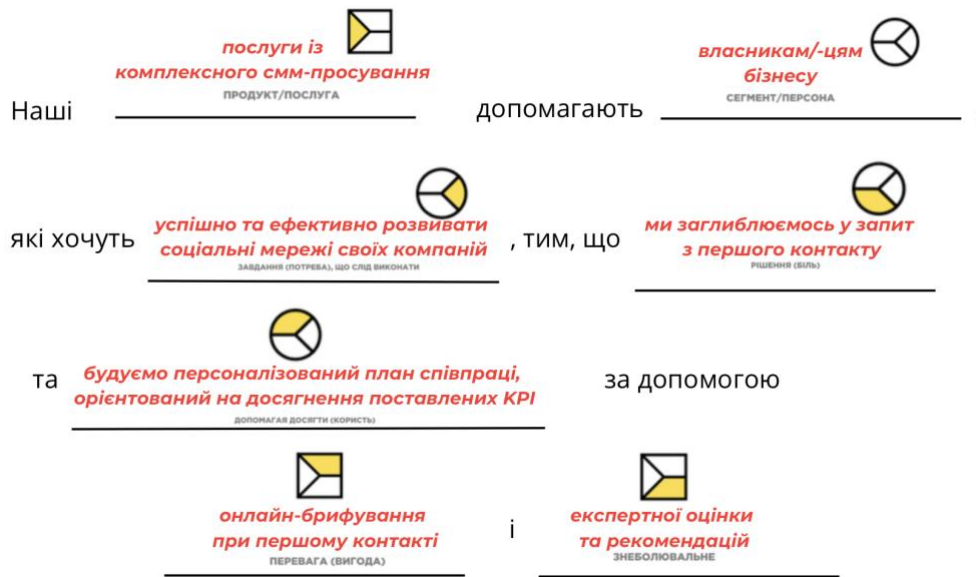 послуги із
комплексного смм-просування
ПРОДУКТ/ПОСЛУГА
Наші
допомагають
власникам/-цям
бізнесу
СЕГМЕНТ/ПЕРСОНА
які хочуть
успішно та ефективно розвивати
соціальні мережі своїх компаній
ЗАВДАННЯ (ПОТРЕБА), ЩО СЛІД ВИКОНАТИ
, тим, що
ми заглиблюємось у запит
з першого контакту
РІШЕННЯ (БІЛЬ)
та
будуємо персоналізований план співпраці,
орієнтований на досягнення поставлених KPI
ДОПОМАГАЯ ДОСЯГТИ (КОРИСТЬ)
за допомогою
онлайн-брифування
при першому контакті
ПЕРЕВАГА (ВИГОДА)
і
експертної оцінки
та рекомендацій
ЗНЕБОЛЮВАЛЬНЕ